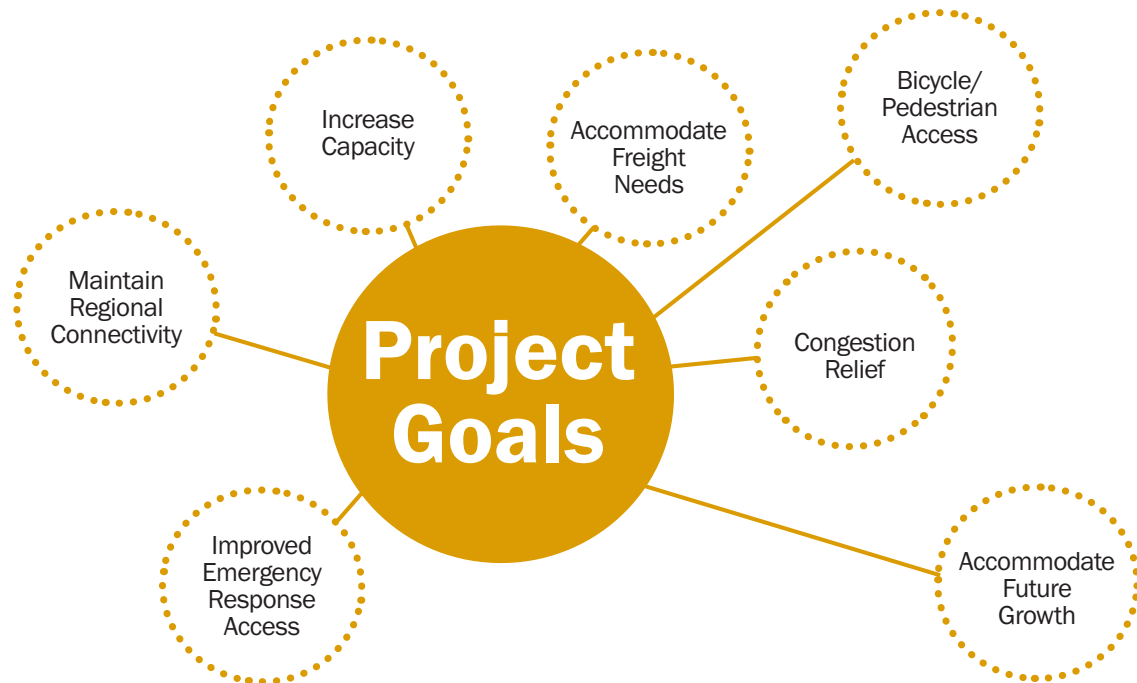 Increase
Capacity
Accommodate
Freight
Needs
Bicycle/
Pedestrian
Access
Maintain
Regional
Connectivity
Project
Goals
Congestion
Relief
Improved
Emergency
Response
Access
Accommodate
Future
Growth